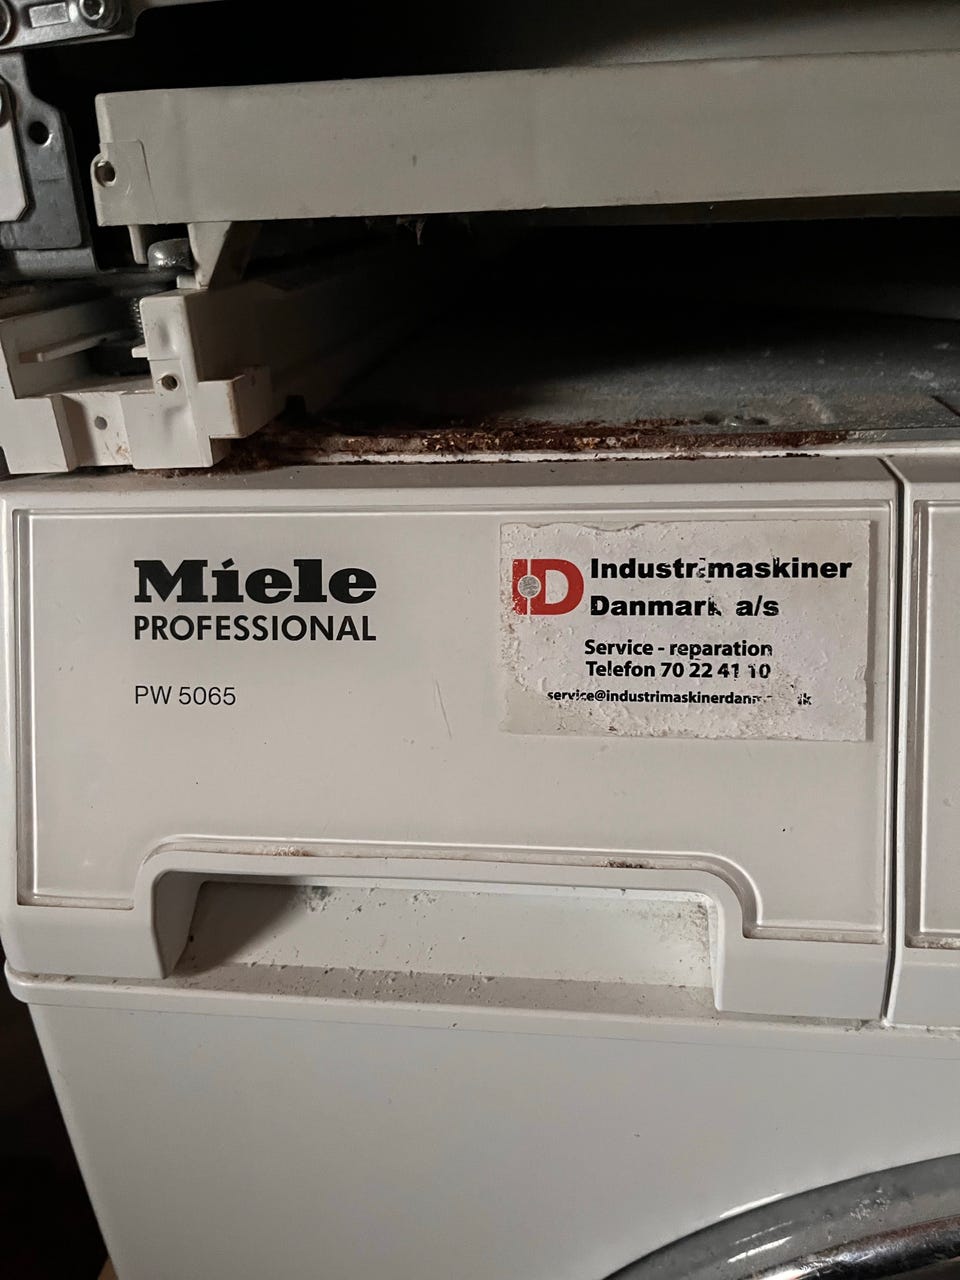 Miele
PROFESSIONAL
PW 5065
ID Industrimaskiner
Danmark a/s
Service - reparation
Telefon 70 22 41 10